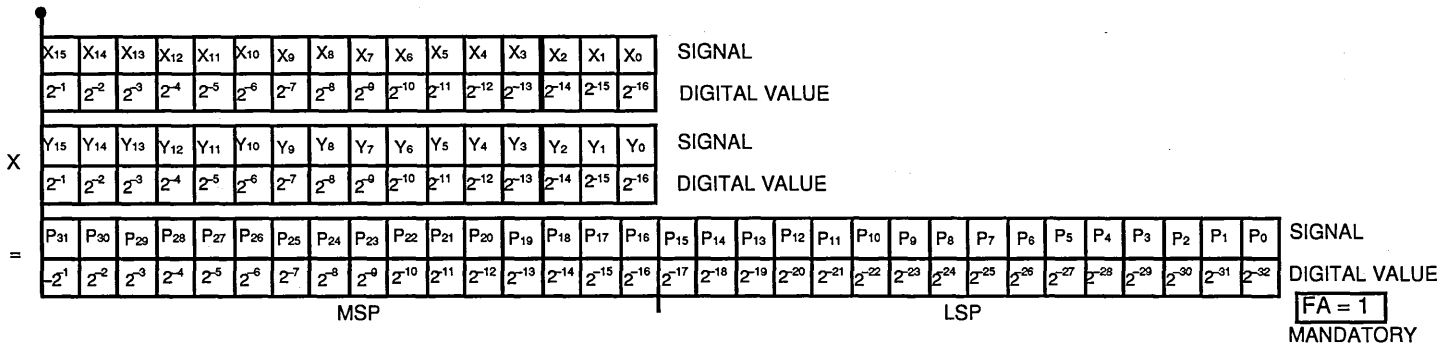 X15 X14 X13 X12 X11 X10 X9 X8 X7 X6 X5 X4 X3 X2 X1 X0 SIGNAL
2⁻¹ 2⁻² 2⁻³ 2⁻⁴ 2⁻⁵ 2⁻⁶ 2⁻⁷ 2⁻⁸ 2⁻⁹ 2⁻¹⁰ 2⁻¹¹ 2⁻¹² 2⁻¹³ 2⁻¹⁴ 2⁻¹⁵ 2⁻¹⁶ DIGITAL VALUE
X
Y15 Y14 Y13 Y12 Y11 Y10 Y9 Y8 Y7 Y6 Y5 Y4 Y3 Y2 Y1 Y0 SIGNAL
2⁻¹ 2⁻² 2⁻³ 2⁻⁴ 2⁻⁵ 2⁻⁶ 2⁻⁷ 2⁻⁸ 2⁻⁹ 2⁻¹⁰ 2⁻¹¹ 2⁻¹² 2⁻¹³ 2⁻¹⁴ 2⁻¹⁵ 2⁻¹⁶ DIGITAL VALUE
=
P31 P30 P29 P28 P27 P26 P25 P24 P23 P22 P21 P20 P19 P18 P17 P16 P15 P14 P13 P12 P11 P10 P9 P8 P7 P6 P5 P4 P3 P2 P1 P0 SIGNAL
–2¹ 2⁻² 2⁻³ 2⁻⁴ 2⁻⁵ 2⁻⁶ 2⁻⁷ 2⁻⁸ 2⁻⁹ 2⁻¹⁰ 2⁻¹¹ 2⁻¹² 2⁻¹³ 2⁻¹⁴ 2⁻¹⁵ 2⁻¹⁶ 2⁻¹⁷ 2⁻¹⁸ 2⁻¹⁹ 2⁻²⁰ 2⁻²¹ 2⁻²² 2⁻²³ 2⁻²⁴ 2⁻²⁵ 2⁻²⁶ 2⁻²⁷ 2⁻²⁸ 2⁻²⁹ 2⁻³⁰ 2⁻³¹ 2⁻³² DIGITAL VALUE
MSP LSP
FA = 1
MANDATORY